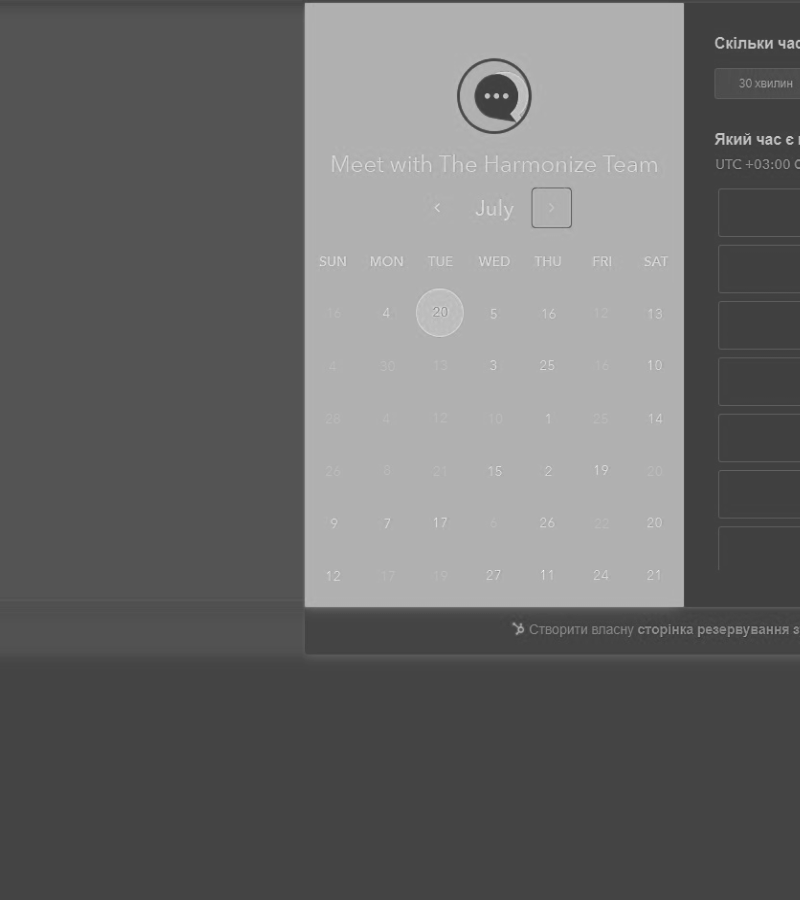 Meet with The Harmonize Team
July
SUN MON TUE WED THU FRI SAT
16 4 20 5 16 12 13
4 30 13 3 25 16 10
28 4 12 10 1 25 14
26 8 21 15 2 19 20
9 7 17 6 26 22 20
12 17 19 27 11 24 21
Скільки час
30 хвилин
Який час є
UTC +03:00
Створити власну сторінка резервування з